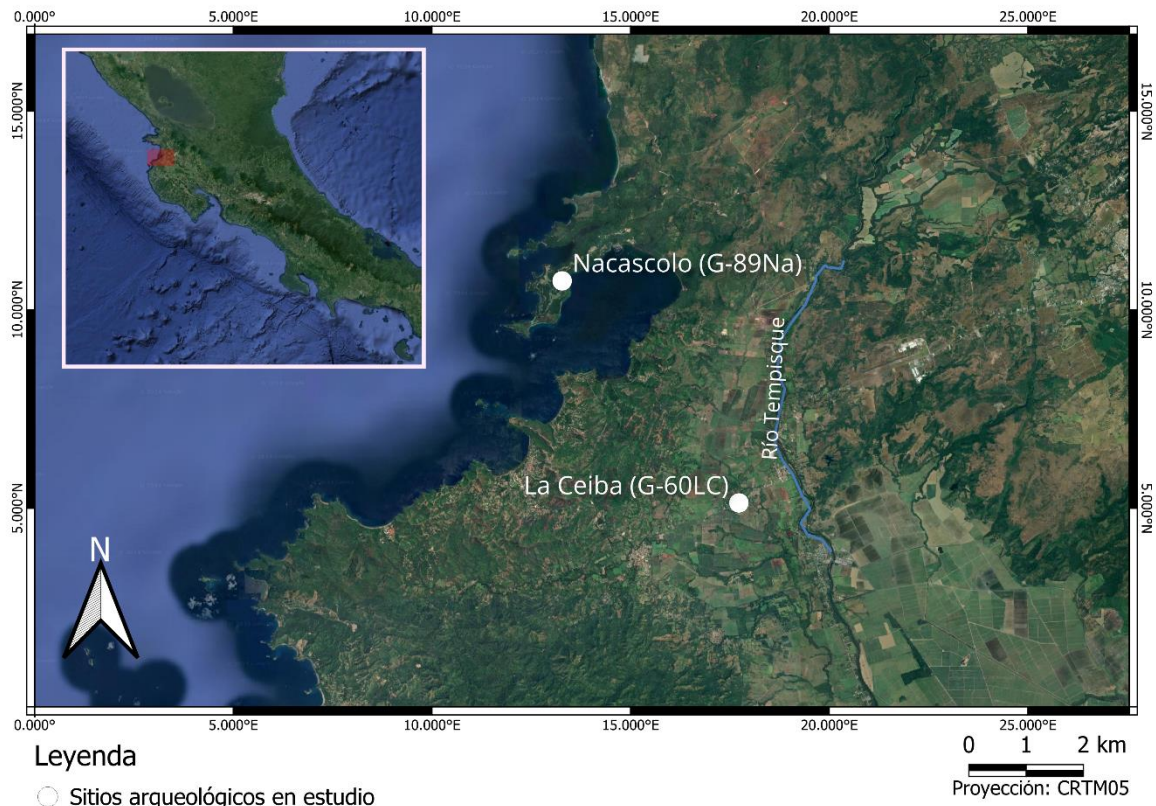 0.000° 5.000°E 10.000°E 15.000°E 20.000°E 25.000°E
15.000°N 15.000°N
Nacascolo (G-89Na)
10.000°N 10.000°N
Río Tempisque
La Ceiba (G-60LC)
5.000°N 5.000°N
N
0.000° 5.000°E 10.000°E 15.000°E 20.000°E 25.000°E
Leyenda
0 1 2 km
Proyección: CRTM05
Sitios arqueológicos en estudio